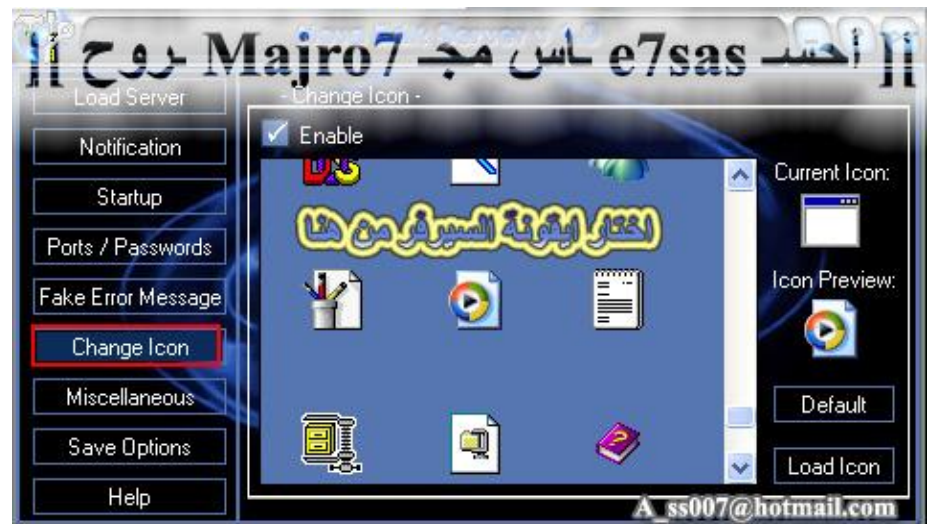 ][ أحسـ e7sas ـاس مجـ Majro7 ـروح ][
Load Server
- Change Icon -
Enable
Notification
Startup
Ports / Passwords
Fake Error Message
Change Icon
Miscellaneous
Save Options
Help
اختار ايقونة السيرفر من هنا
Current Icon:
Icon Preview:
Default
Load Icon
A_ss007@hotmail.com